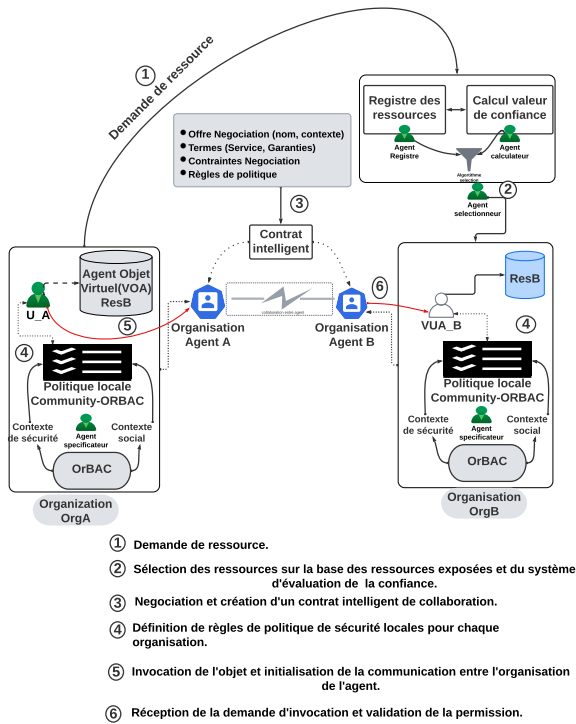 1
Demande de ressource
Registre des
ressources
Calcul valeur
de confiance
Agent
Registre
Agent
calculateur
Algorithme
sélection
Agent
selectionneur
2
Offre Negociation (nom, contexte)
Termes (Service, Garanties)
Contraintes Negociation
Règles de politique
3
Contrat
intelligent
Agent Objet
Virtuel(VOA)
ResB
U_A
5
4
Organisation
Agent A
collaboration entre agent
Organisation
Agent B
6
ResB
VUA_B
4
Politique locale
Community-ORBAC
Contexte
de sécurité
Agent
specificateur
Contexte
social
OrBAC
Organization
OrgA
Politique locale
Community-ORBAC
Contexte
de sécurité
Agent
specificateur
Contexte
social
OrBAC
Organisation
OrgB
1 Demande de ressource.
2 Sélection des ressources sur la base des ressources exposées et du système
d'évaluation de la confiance.
3 Negociation et création d'un contrat intelligent de collaboration.
4 Définition de règles de politique de sécurité locales pour chaque
organisation.
5 Invocation de l'objet et initialisation de la communication entre l'organisation
de l'agent.
6 Réception de la demande d'invocation et validation de la permission.